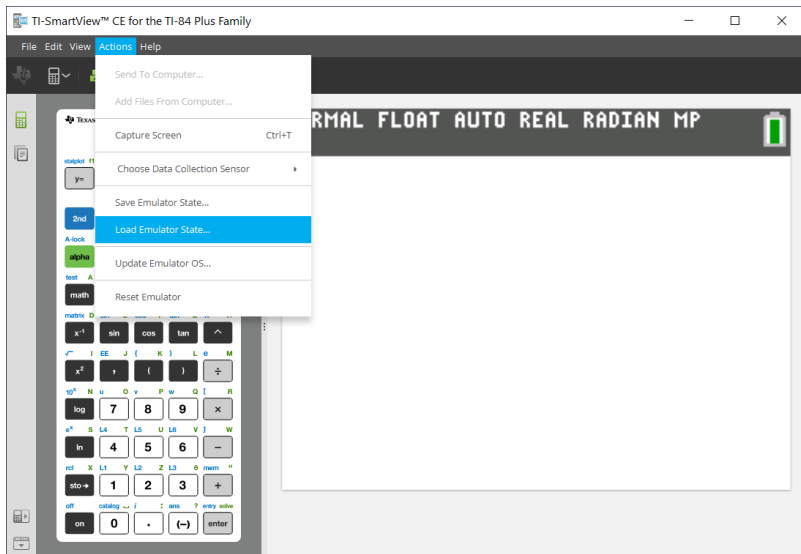 TI-SmartView™ CE for the TI-84 Plus Family
File Edit View Actions Help
Send To Computer...
Add Files From Computer...
Capture Screen Ctrl+T
Choose Data Collection Sensor
Save Emulator State...
Load Emulator State...
Update Emulator OS...
Reset Emulator
RMAL FLOAT AUTO REAL RADIAN MP
TEXAS
statplot f1
y=
2nd
A-lock
alpha
test A
math
matrix D
x⁻¹ sin cos tan ^
√ I EE J { K } L e M
x² , ( ) ÷
10ˣ N u O v P w Q [ R
log 7 8 9 ×
eˣ S L4 T L5 U L6 V ] W
ln 4 5 6 −
rcl X L1 Y L2 Z L3 θ mem "
sto→ 1 2 3 +
off catalog ⎵ i : ans ? entry solve
on 0 . (−) enter